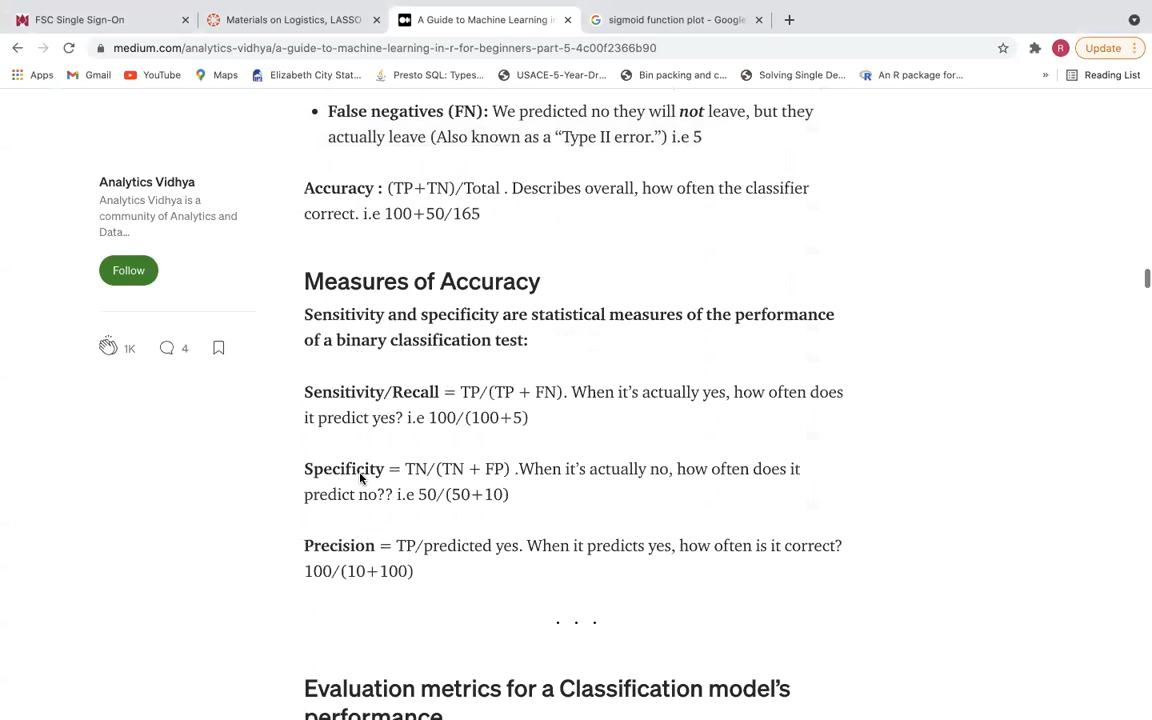 FSC Single Sign-On
Materials on Logistics, LASSO
A Guide to Machine Learning in
sigmoid function plot - Google
medium.com/analytics-vidhya/a-guide-to-machine-learning-in-r-for-beginners-part-5-4c00f2366b90
R
Update
Apps
Gmail
YouTube
Maps
Elizabeth City Stat...
Presto SQL: Types...
USACE-5-Year-Dr...
Bin packing and c...
Solving Single De...
An R package for...
»
Reading List
• False negatives (FN): We predicted no they will not leave, but they
actually leave (Also known as a “Type II error.”) i.e 5
Analytics Vidhya
Analytics Vidhya is a
community of Analytics and
Data...
Follow
1K
4
Accuracy : (TP+TN)/Total . Describes overall, how often the classifier
correct. i.e 100+50/165
Measures of Accuracy
Sensitivity and specificity are statistical measures of the performance
of a binary classification test:
Sensitivity/Recall = TP/(TP + FN). When it’s actually yes, how often does
it predict yes? i.e 100/(100+5)
Specificity = TN/(TN + FP) .When it’s actually no, how often does it
predict no?? i.e 50/(50+10)
Precision = TP/predicted yes. When it predicts yes, how often is it correct?
100/(10+100)
. . .
Evaluation metrics for a Classification model’s
performance